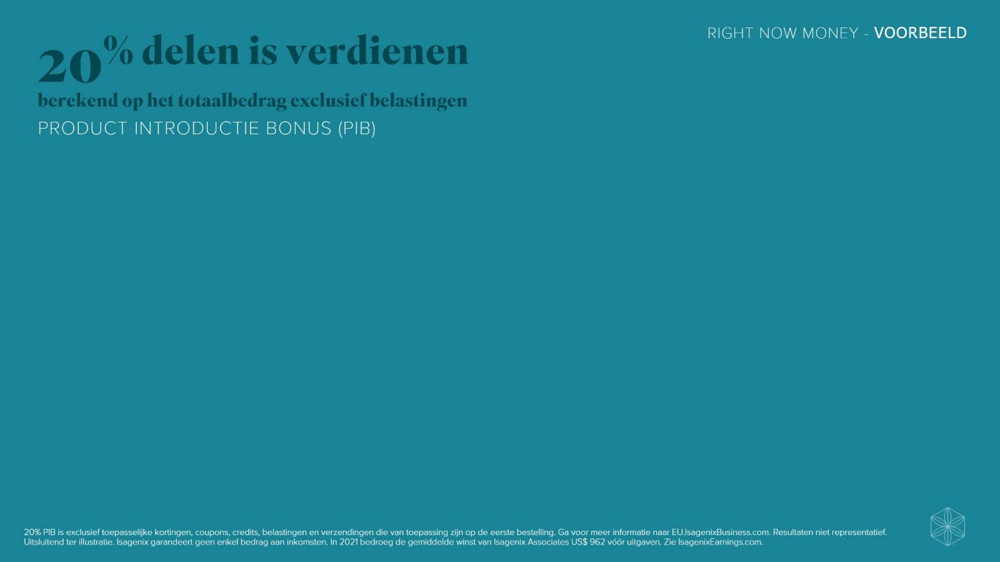 20% delen is verdienen
RIGHT NOW MONEY - VOORBEELD
berekend op het totaalbedrag exclusief belastingen
PRODUCT INTRODUCTIE BONUS (PIB)
20% PIB is exclusief toepasselijke kortingen, coupons, credits, belastingen en verzendingen die van toepassing zijn op de eerste bestelling. Ga voor meer informatie naar EU.IsagenixBusiness.com. Resultaten niet representatief.
Uitsluitend ter illustratie. Isagenix garandeert geen enkel bedrag aan inkomsten. In 2021 bedroeg de gemiddelde winst van Isagenix Associates US$ 962 vóór uitgaven. Zie IsagenixEarnings.com.